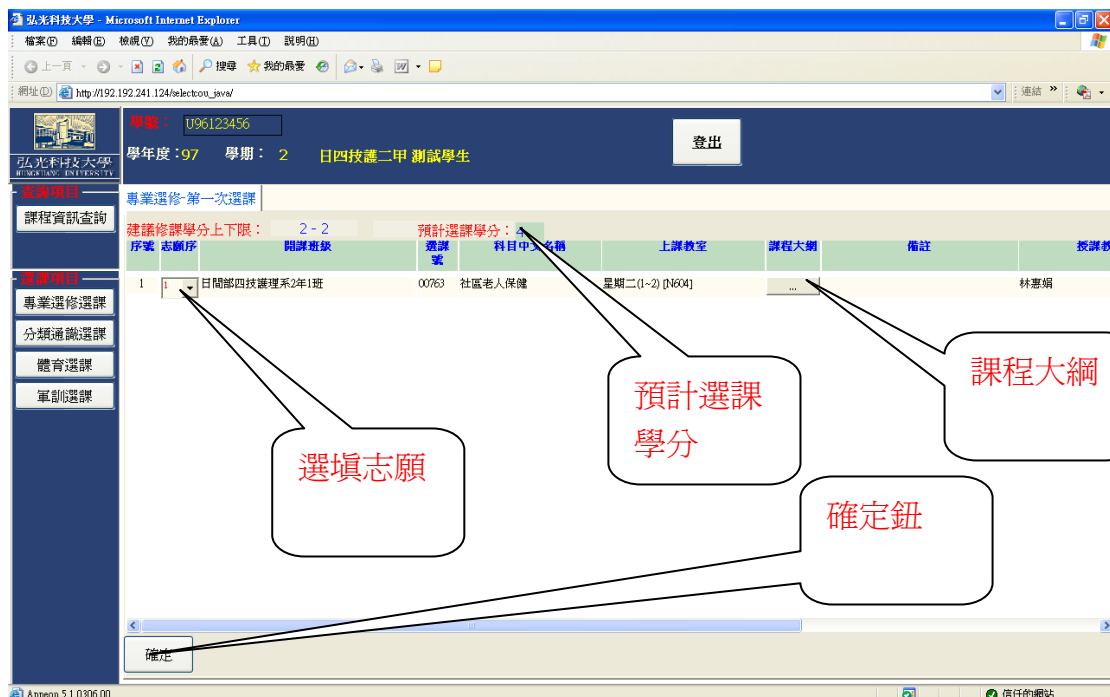 弘光科技大學 - Microsoft Internet Explorer
檔案(F) 編輯(E) 檢視(V) 我的最愛(A) 工具(T) 說明(H)
上一頁 搜尋 我的最愛
網址(D) http://192.192.241.124/selectcou_java/ 連結 »
弘光科技大學
HUNGKUANG UNIVERSITY
學號： U96123456
學年度：97 學期： 2 日四技護二甲 測試學生
登出
查詢項目
課程資訊查詢
選課項目
專業選修選課
分類通識選課
體育選課
軍訓選課
專業選修-第一次選課
建議修課學分上下限： 2 - 2 預計選課學分： 4
序號 志願序 開課班級 選課號 科目中文名稱 上課教室 課程大綱 備註 授課教
1 1 日間部四技護理系2年1班 00763 社區老人保健 星期二(1~2) [N604] ... 林惠娟
課程大綱
預計選課
學分
選填志願
確定鈕
確定
Appeon 5.1.0306.00 信任的網站